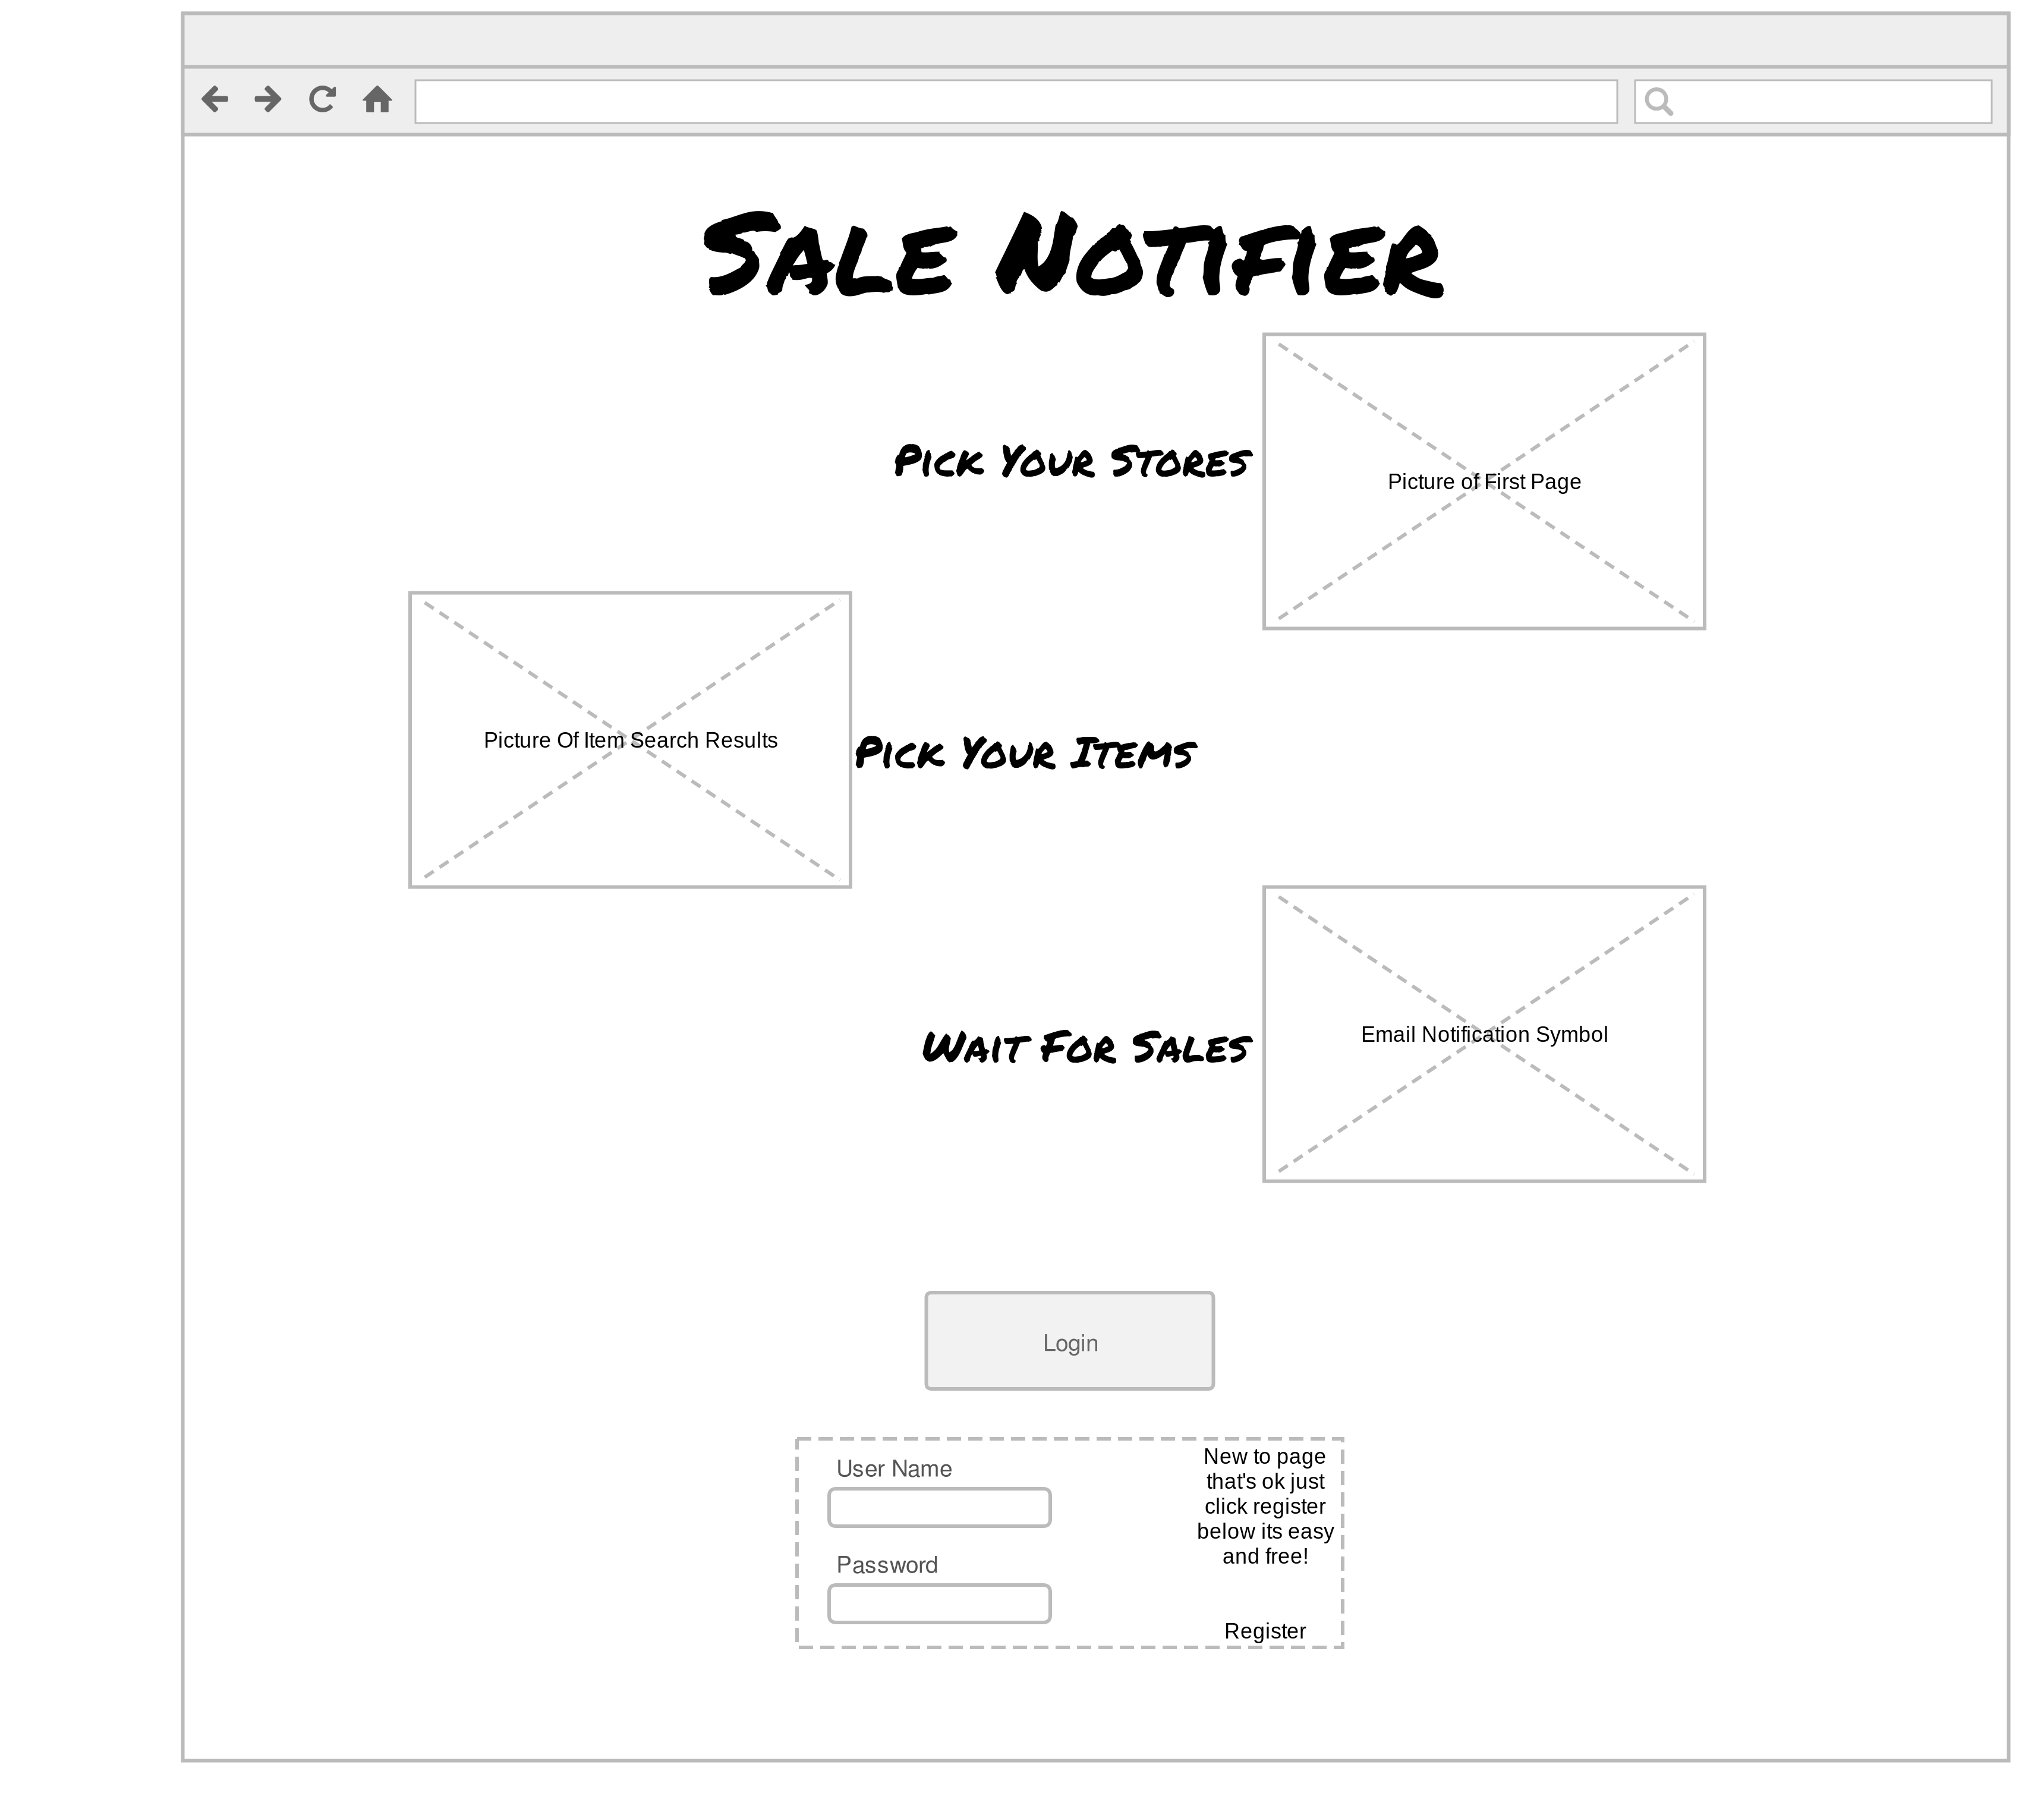 Sale Notifier
Pick Your Stores
Picture of First Page
Picture Of Item Search Results
Pick Your Items
Wait For Sales
Email Notification Symbol
Login
User Name
Password
New to page
that's ok just
click register
below its easy
and free!
Register